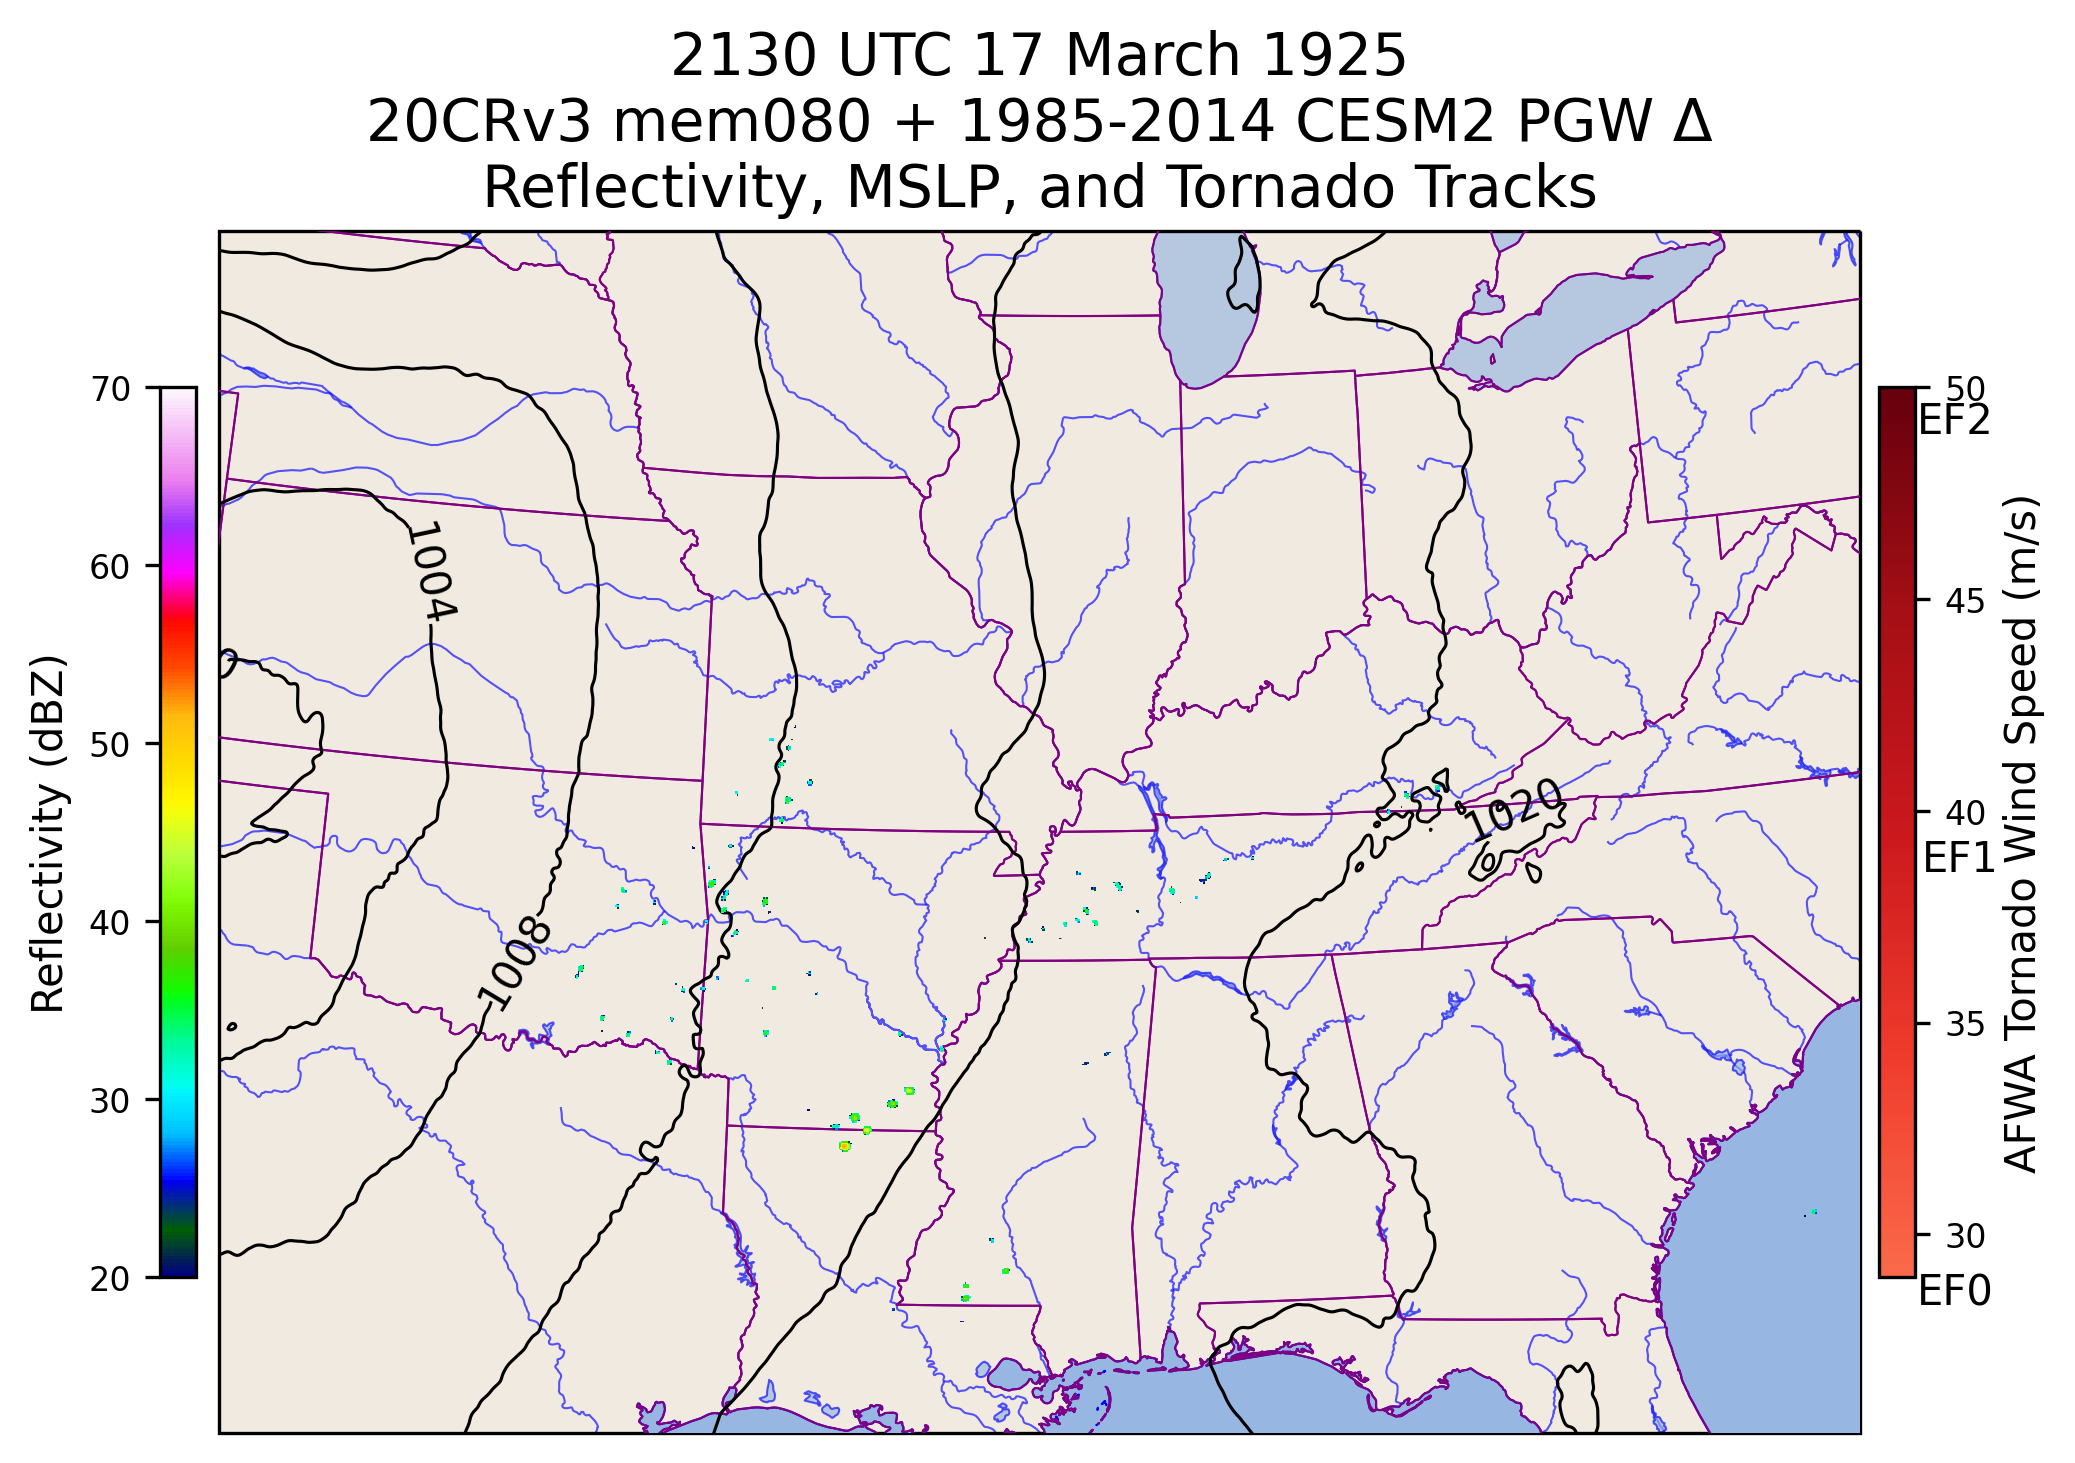 2130 UTC 17 March 1925
20CRv3 mem080 + 1985-2014 CESM2 PGW Δ
Reflectivity, MSLP, and Tornado Tracks
70
60
50
40
30
20
Reflectivity (dBZ)
1004
1008
1020
50
EF2
45
40
EF1
35
30
EF0
AFWA Tornado Wind Speed (m/s)